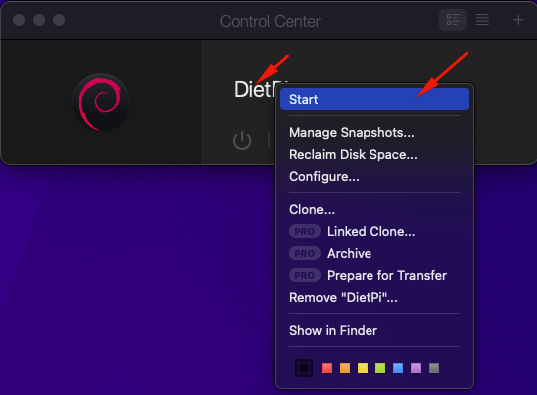 Control Center
DietPi
Start
Manage Snapshots...
Reclaim Disk Space...
Configure...
Clone...
PRO Linked Clone...
PRO Archive
PRO Prepare for Transfer
Remove "DietPi"...
Show in Finder